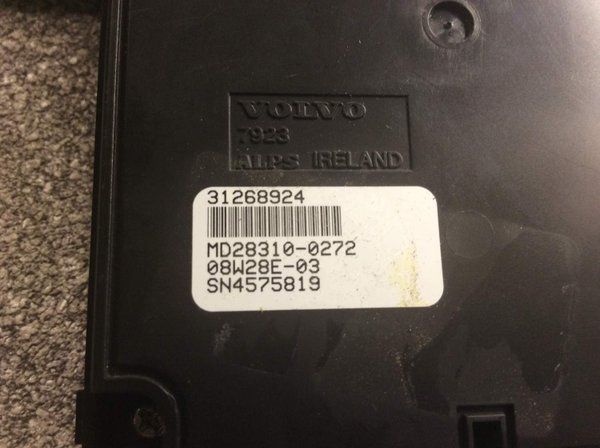 VOLVO
7923
ALPS IRELAND
31268924
MD28310-0272
08W28E-03
SN4575819